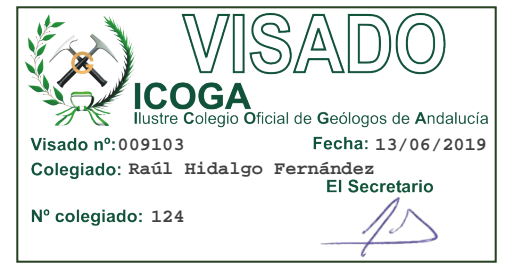 VISADO
ICOGA
Ilustre Colegio Oficial de Geólogos de Andalucía
Visado nº: 009103 Fecha: 13/06/2019
Colegiado: Raúl Hidalgo Fernández
El Secretario
Nº colegiado: 124